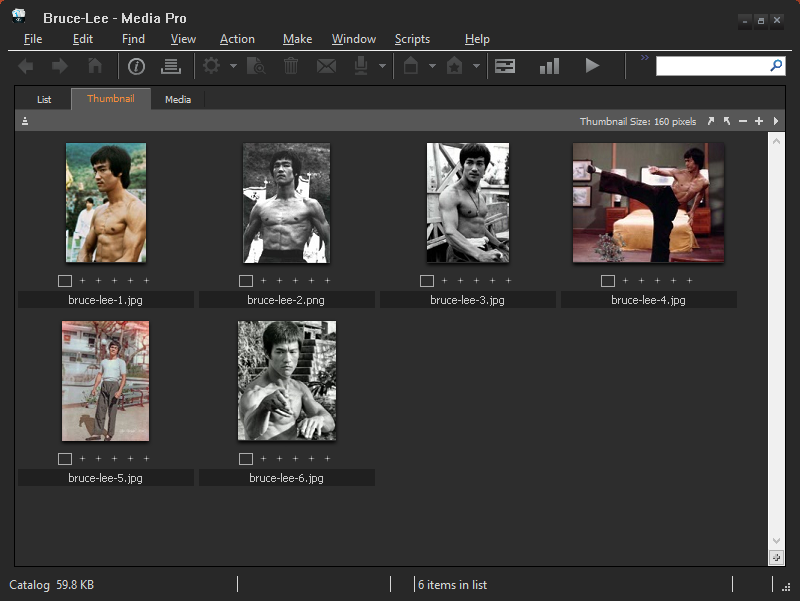 Bruce-Lee - Media Pro
File Edit Find View Action Make Window Scripts Help
List Thumbnail Media
Thumbnail Size: 160 pixels
bruce-lee-1.jpg bruce-lee-2.png bruce-lee-3.jpg bruce-lee-4.jpg
bruce-lee-5.jpg bruce-lee-6.jpg
Catalog 59.8 KB 6 items in list